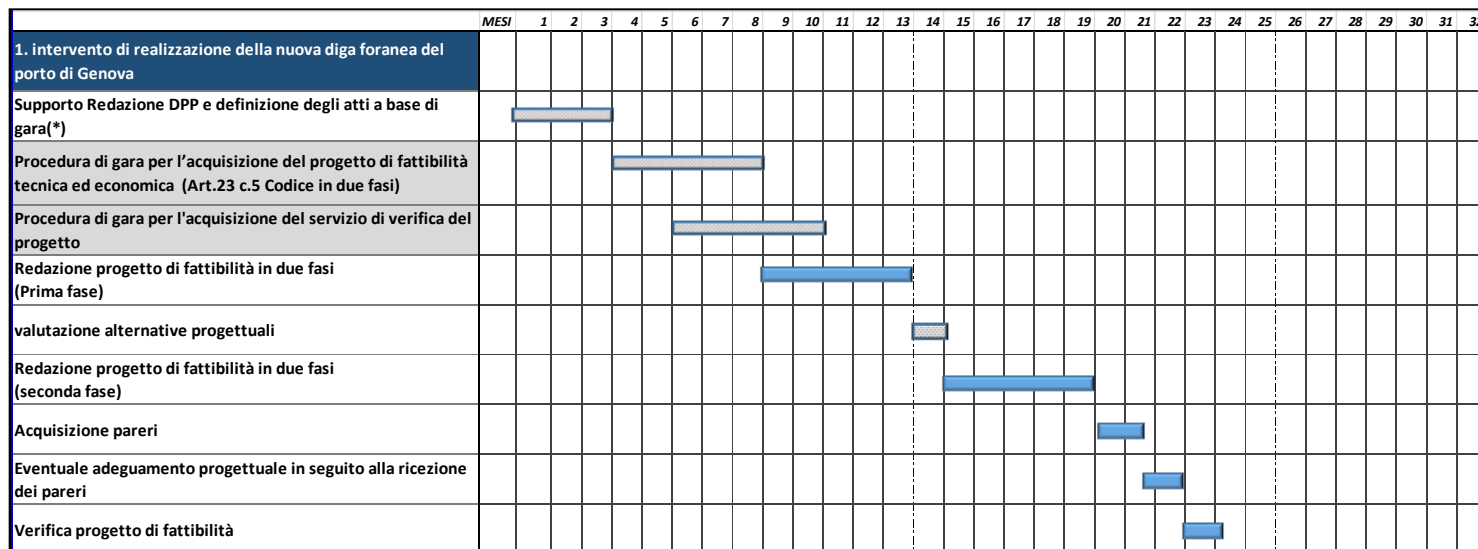 MESI 1 2 3 4 5 6 7 8 9 10 11 12 13 14 15 16 17 18 19 20 21 22 23 24 25 26 27 28 29 30 31 32
1. intervento di realizzazione della nuova diga foranea del
porto di Genova
Supporto Redazione DPP e definizione degli atti a base di
gara(*)
Procedura di gara per l’acquisizione del progetto di fattibilità
tecnica ed economica (Art.23 c.5 Codice in due fasi)
Procedura di gara per l'acquisizione del servizio di verifica del
progetto
Redazione progetto di fattibilità in due fasi
(Prima fase)
valutazione alternative progettuali
Redazione progetto di fattibilità in due fasi
(seconda fase)
Acquisizione pareri
Eventuale adeguamento progettuale in seguito alla ricezione
dei pareri
Verifica progetto di fattibilità